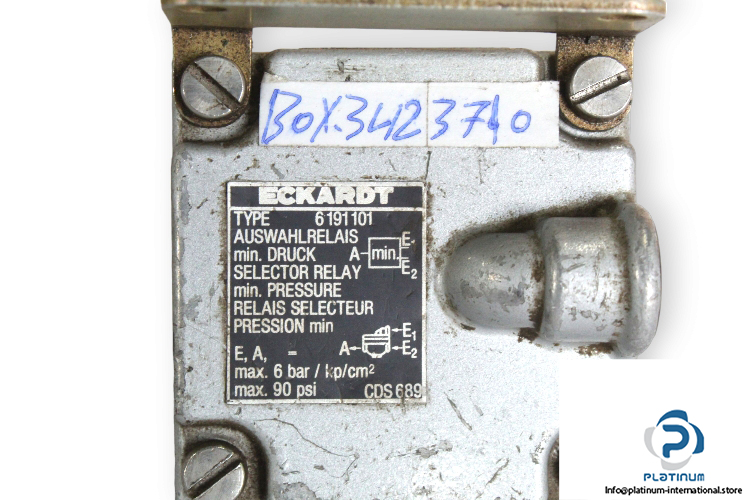 BOX.3423740
ECKARDT
TYPE 6191101
AUSWAHLRELAIS
min. DRUCK
SELECTOR RELAY
min. PRESSURE
RELAIS SELECTEUR
PRESSION min
A min. E1 E2
A E1 E2
E, A, =
max. 6 bar / kp/cm²
max. 90 psi CDS 689
PLATINUM
Info@platinum-international.store